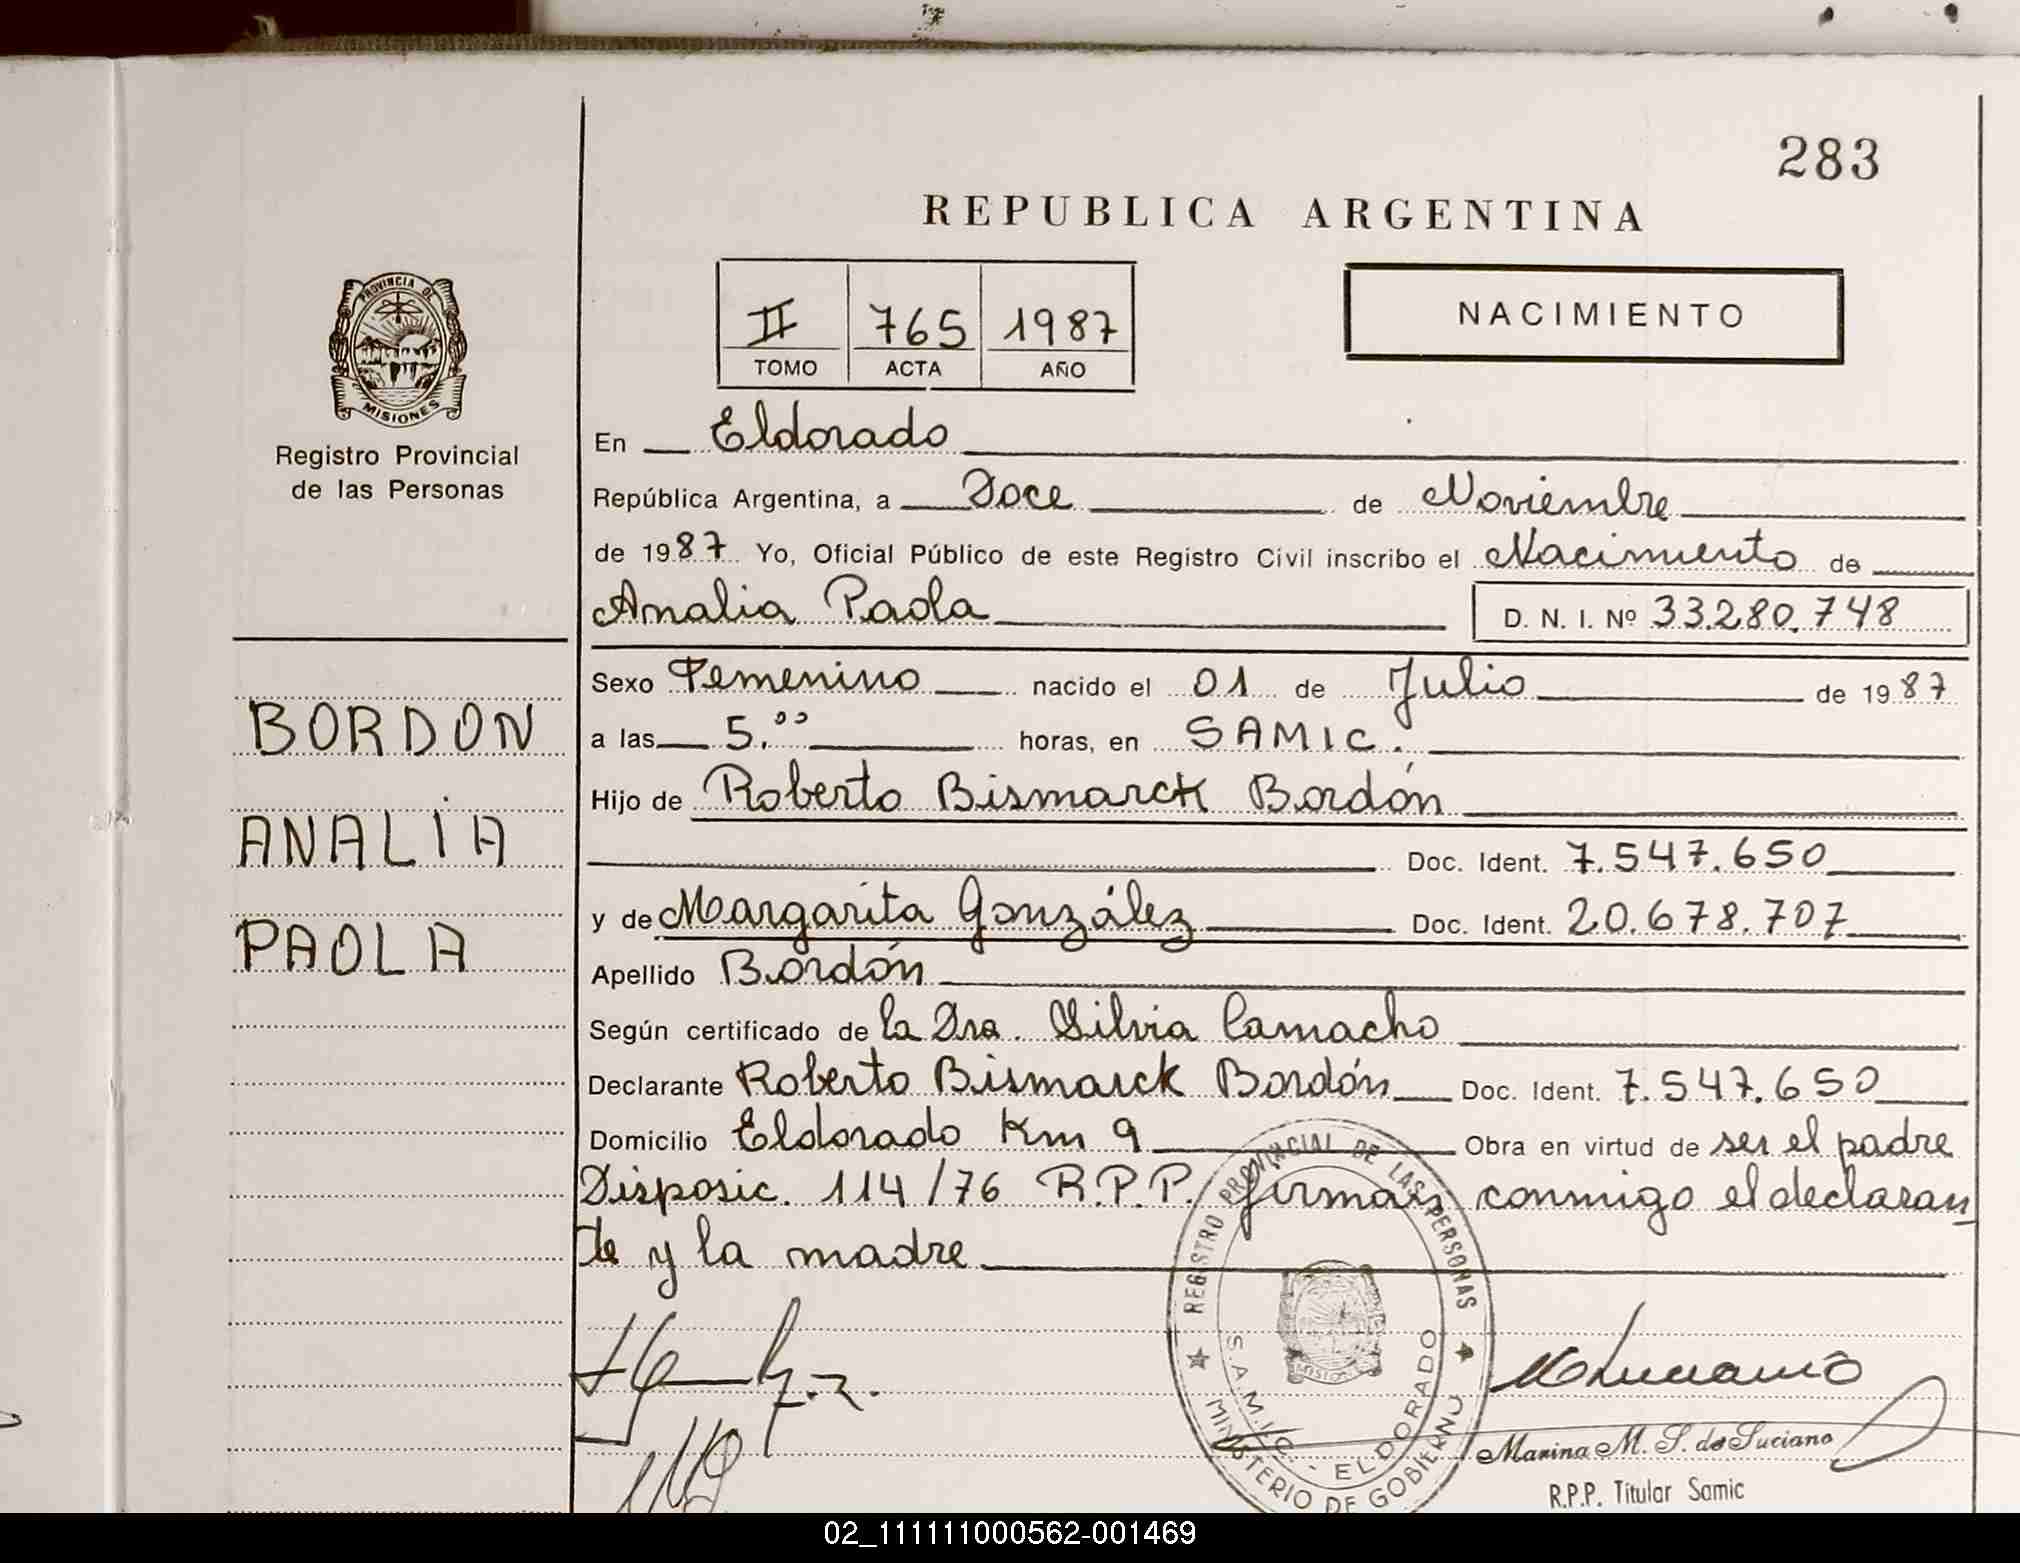 283
REPUBLICA ARGENTINA
PROVINCIA DE
MISIONES
Registro Provincial
de las Personas
II 765 1987
TOMO ACTA AÑO
NACIMIENTO
En Eldorado
República Argentina, a Doce de Noviembre
de 1987 Yo, Oficial Público de este Registro Civil inscribo el Nacimiento de
Analia Paola D. N. I. Nº 33.280.748
Sexo Femenino nacido el 01 de Julio de 1987
BORDON
a las 5.00 horas, en SAMIC.
Hijo de Roberto Bismarck Bordón
ANALIA
Doc. Ident. 7.547.650
y de Margarita González Doc. Ident. 20.678.707
PAOLA
Apellido Bordón
Según certificado de la Dra. Silvia Camacho
Declarante Roberto Bismarck Bordón Doc. Ident. 7.547.650
Domicilio Eldorado Km 9 Obra en virtud de ser el padre
Disposic. 114/76 R.P.P. firman conmigo el declaran
te y la madre
REGISTRO PROVINCIAL DE LAS PERSONAS
S.A.M.I.C. - ELDORADO
MINISTERIO DE GOBIERNO
Marina M. S. de Luciano
R.P.P. Titular Samic
02_111111000562-001469